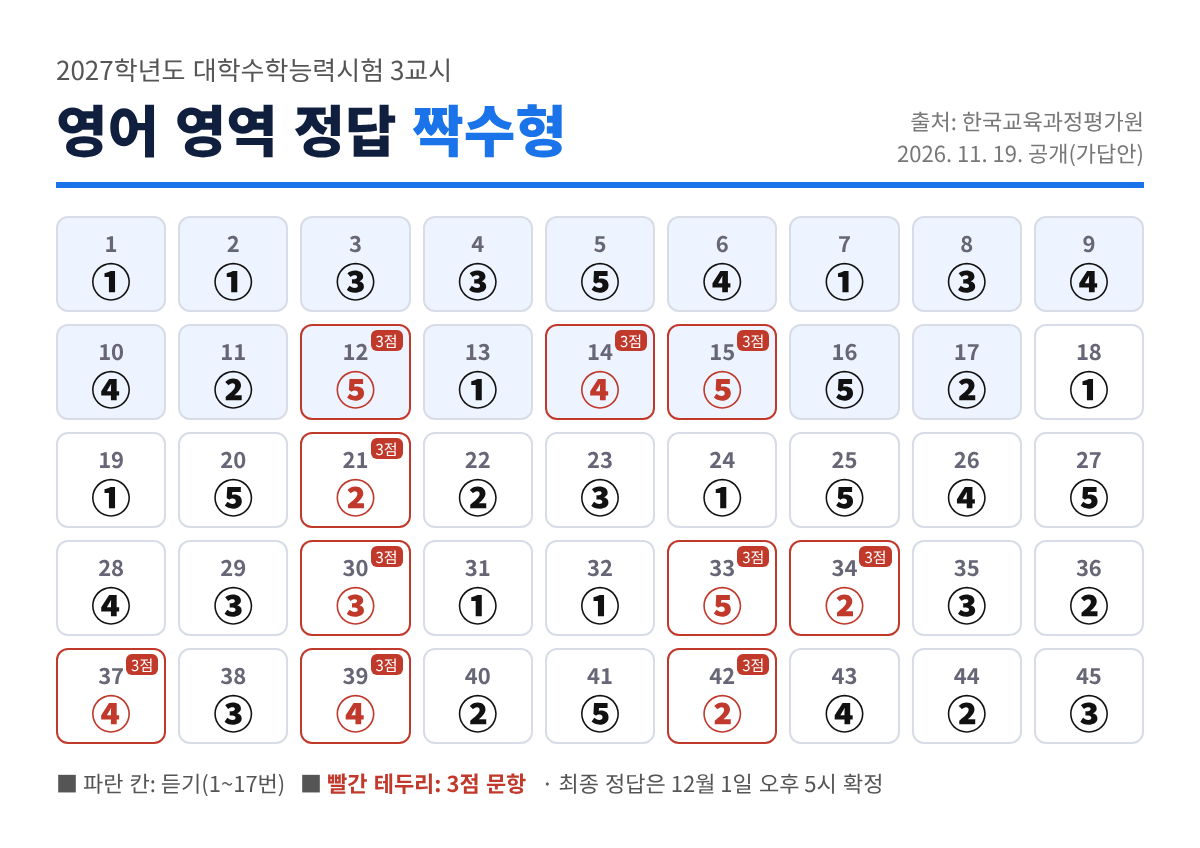 2027학년도 대학수학능력시험 3교시
영어 영역 정답 짝수형
출처: 한국교육과정평가원
2026. 11. 19. 공개(가답안)
1 2 3 4 5 6 7 8 9
① ① ③ ③ ⑤ ④ ① ③ ④
10 11 12 3점 13 14 3점 15 3점 16 17 18
④ ② ⑤ ① ④ ⑤ ⑤ ② ①
19 20 21 3점 22 23 24 25 26 27
① ⑤ ② ② ③ ① ⑤ ④ ⑤
28 29 30 3점 31 32 33 3점 34 3점 35 36
④ ③ ③ ① ① ⑤ ② ③ ②
37 3점 38 39 3점 40 41 42 3점 43 44 45
④ ③ ④ ② ⑤ ② ④ ② ③
■ 파란 칸: 듣기(1~17번) ■ 빨간 테두리: 3점 문항 · 최종 정답은 12월 1일 오후 5시 확정